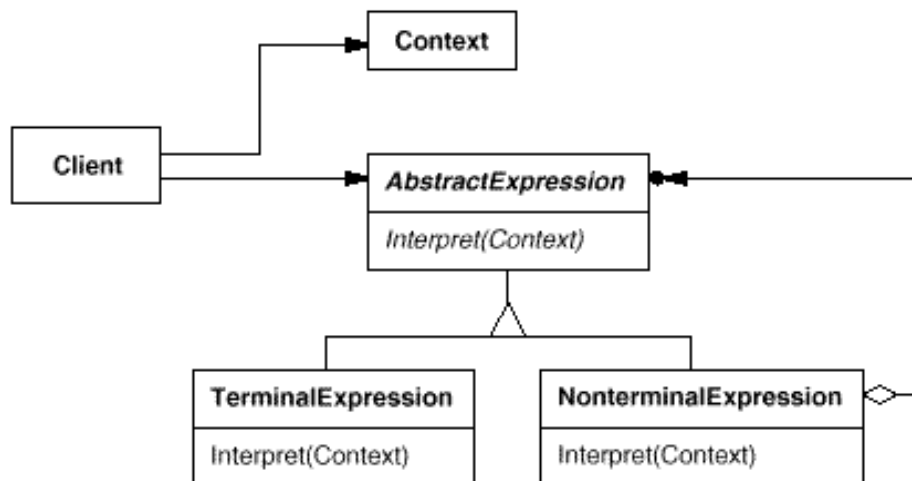 Context
Client
AbstractExpression
Interpret(Context)
TerminalExpression
Interpret(Context)
NonterminalExpression
Interpret(Context)